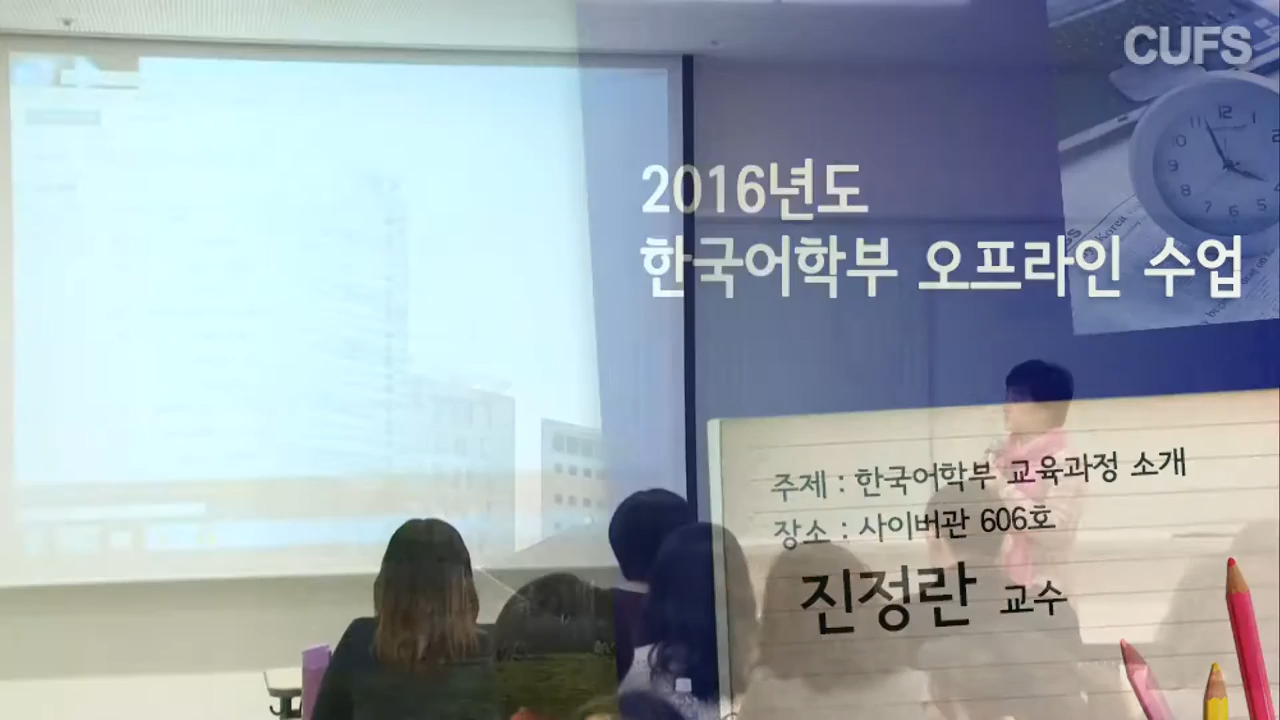 CUFS
2016년도
한국어학부 오프라인 수업
주제 : 한국어학부 교육과정 소개
장소 : 사이버관 606호
진정란 교수
Korea